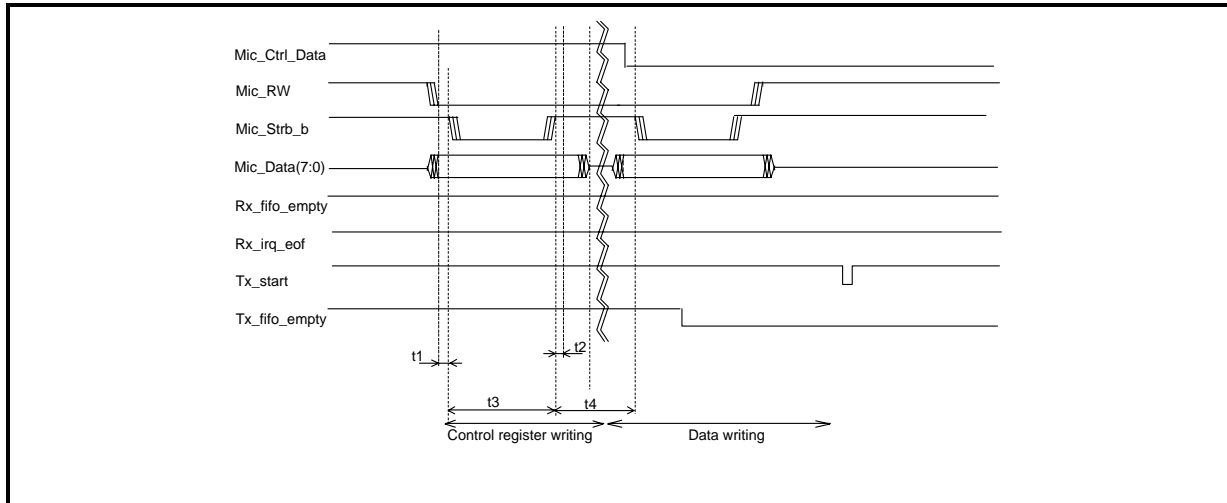 Mic_Ctrl_Data
Mic_RW
Mic_Strb_b
Mic_Data(7:0)
Rx_fifo_empty
Rx_irq_eof
Tx_start
Tx_fifo_empty
t1
t2
t3
t4
Control register writing
Data writing